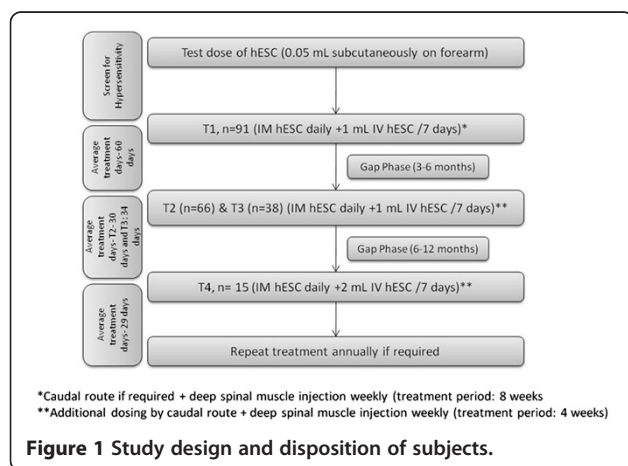 Screen for
Hypersensitivity
Test dose of hESC (0.05 mL subcutaneously on forearm)
T1, n=91 (IM hESC daily +1 mL IV hESC /7 days)*
Average
treatment
days- 60
days
Gap Phase (3-6 months)
T2 (n=66) & T3 (n=38) (IM hESC daily +1 mL IV hESC /7 days)**
Average
treatment
days- T2- 30
days and T3: 34
days
Gap Phase (6-12 months)
T4, n= 15 (IM hESC daily +2 mL IV hESC /7 days)**
Average
treatment
days- 29 days
Repeat treatment annually if required
*Caudal route if required + deep spinal muscle injection weekly (treatment period: 8 weeks
**Additional dosing by caudal route + deep spinal muscle injection weekly (treatment period: 4 weeks)
Figure 1 Study design and disposition of subjects.